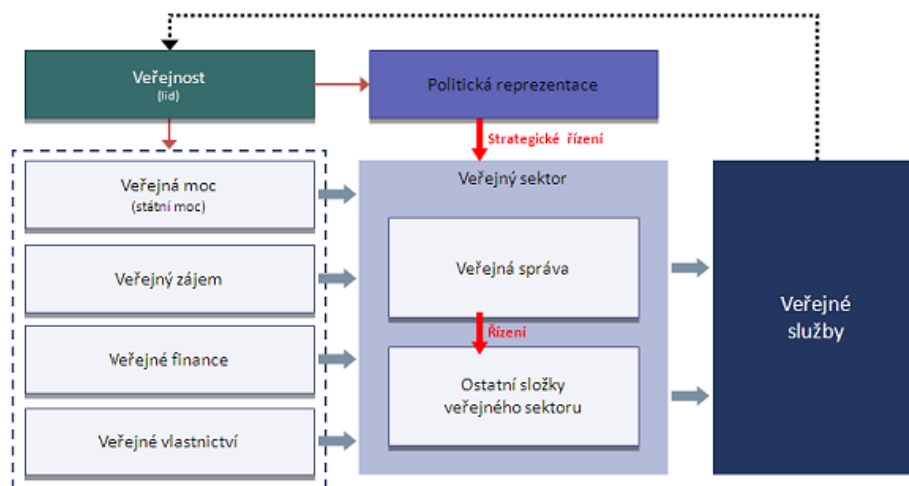 Veřejnost
(lid)
Politická reprezentace
Strategické řízení
Veřejná moc
(státní moc)
Veřejný zájem
Veřejné finance
Veřejné vlastnictví
Veřejný sektor
Veřejná správa
Řízení
Ostatní složky
veřejného sektoru
Veřejné
služby